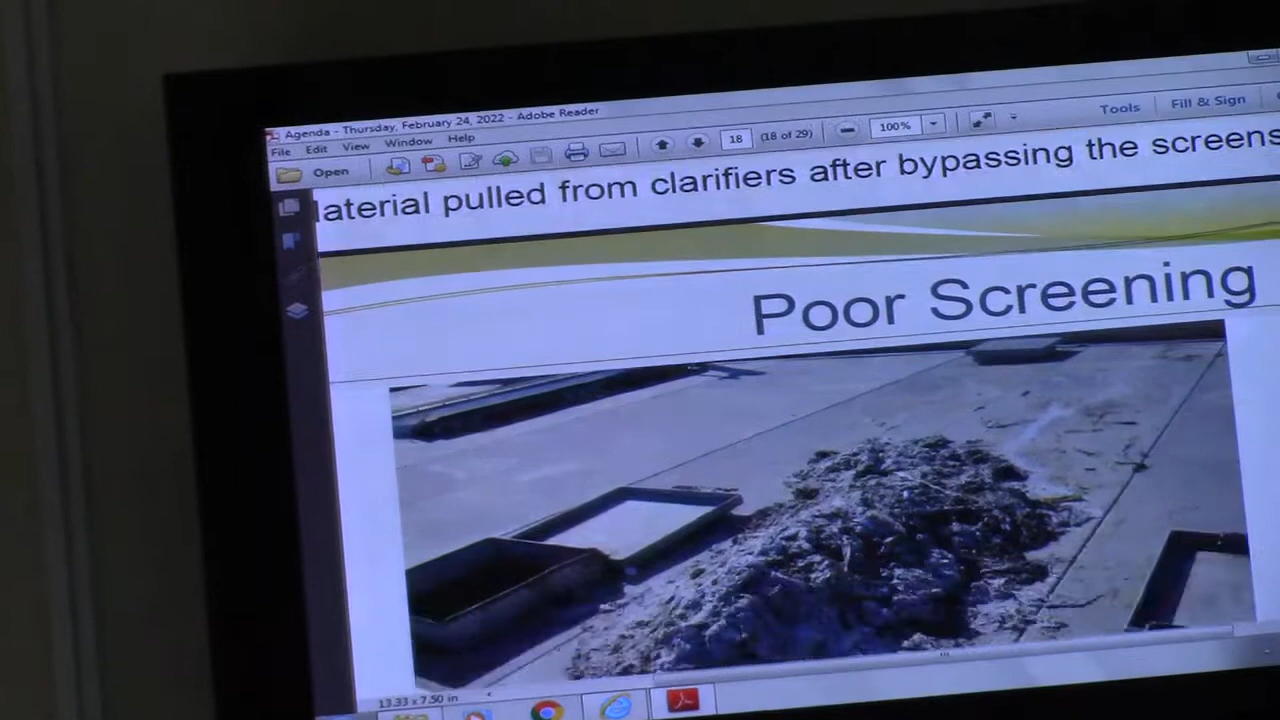 Agenda - Thursday, February 24, 2022 - Adobe Reader
File Edit View Window Help
Open 18 (18 of 29) 100% Tools Fill & Sign
aterial pulled from clarifiers after bypassing the screens
Poor Screening
13.33 x 7.50 in